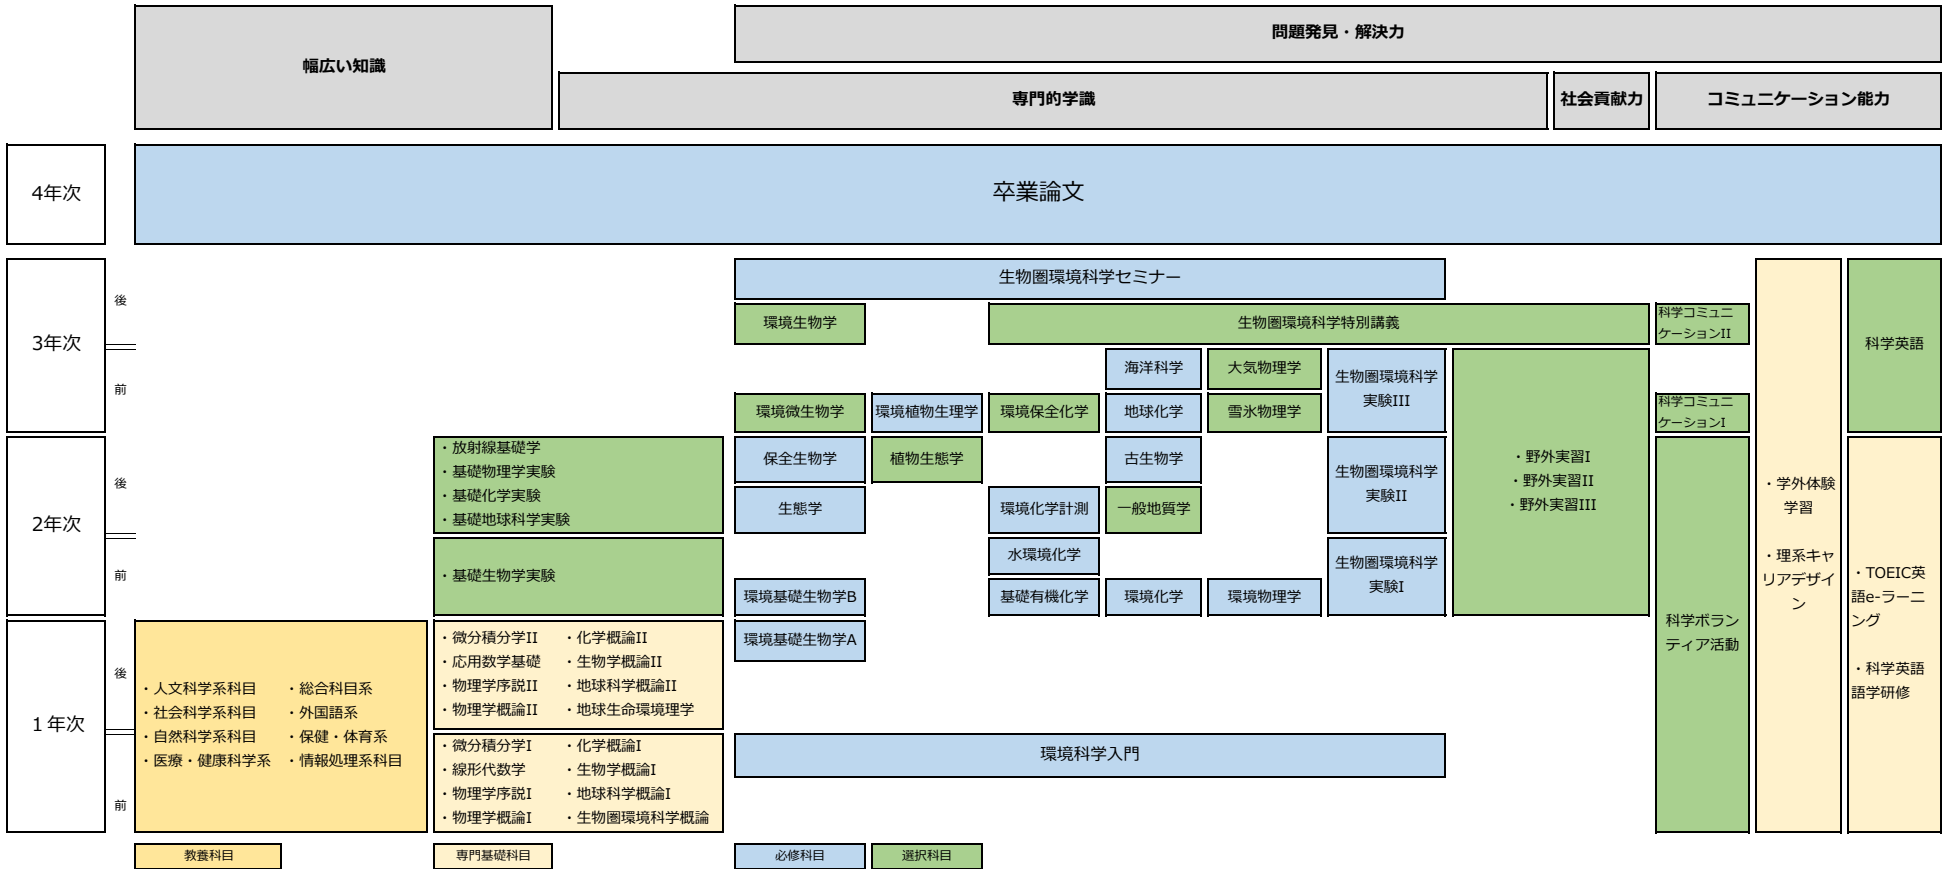 問題発見・解決力
幅広い知識
専門的学識
社会貢献力
コミュニケーション能力
4年次
卒業論文
3年次
後
前
生物圏環境科学セミナー
環境生物学
生物圏環境科学特別講義
科学コミュニ
ケーションII
科学英語
海洋科学
大気物理学
生物圏環境科学
実験III
環境微生物学
環境植物生理学
環境保全化学
地球化学
雪氷物理学
科学コミュニ
ケーションI
2年次
後
前
・放射線基礎学
・基礎物理学実験
・基礎化学実験
・基礎地球科学実験
保全生物学
植物生態学
古生物学
生物圏環境科学
実験II
・野外実習I
・野外実習II
・野外実習III
生態学
環境化学計測
一般地質学
・学外体験
学習
・理系キャ
リアデザイ
ン
・基礎生物学実験
水環境化学
生物圏環境科学
実験I
環境基礎生物学B
基礎有機化学
環境化学
環境物理学
・TOEIC英
語e-ラーニ
ング
・科学英語
語学研修
科学ボラン
ティア活動
1年次
後
前
・人文科学系科目 ・総合科目系
・社会科学系科目 ・外国語系
・自然科学系科目 ・保健・体育系
・医療・健康科学系 ・情報処理系科目
・微分積分学II ・化学概論II
・応用数学基礎 ・生物学概論II
・物理学序説II ・地球科学概論II
・物理学概論II ・地球生命環境理学
環境基礎生物学A
・微分積分学I ・化学概論I
・線形代数学 ・生物学概論I
・物理学序説I ・地球科学概論I
・物理学概論I ・生物圏環境科学概論
環境科学入門
教養科目
専門基礎科目
必修科目
選択科目